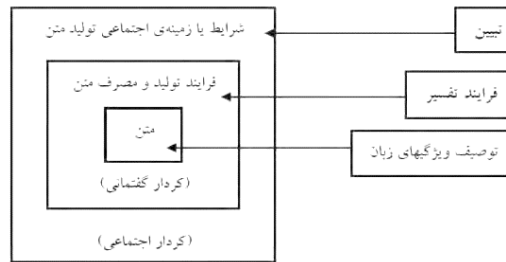 شرایط یا زمینه‌ی اجتماعی تولید متن
تبیین
فرایند تولید و مصرف متن
فرایند تفسیر
متن
توصیف ویژگیهای زبان
(کردار گفتمانی)
(کردار اجتماعی)